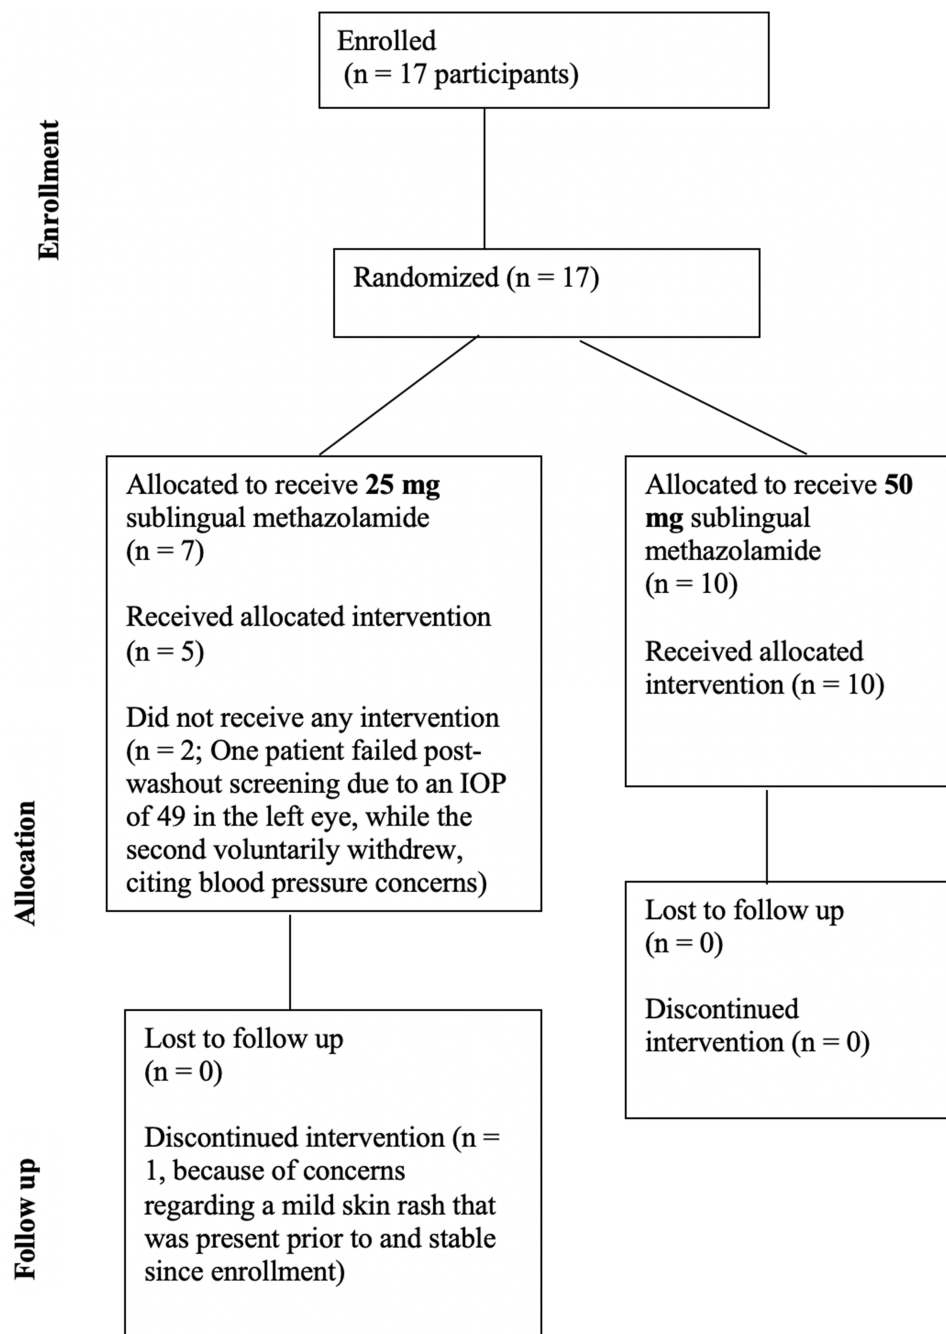 Enrolled
(n = 17 participants)
Enrollment
Randomized (n = 17)
Allocated to receive 25 mg
sublingual methazolamide
(n = 7)
Received allocated intervention
(n = 5)
Did not receive any intervention
(n = 2; One patient failed post-
washout screening due to an IOP
of 49 in the left eye, while the
second voluntarily withdrew,
citing blood pressure concerns)
Allocated to receive 50
mg sublingual
methazolamide
(n = 10)
Received allocated
intervention (n = 10)
Allocation
Lost to follow up
(n = 0)
Discontinued intervention (n =
1, because of concerns
regarding a mild skin rash that
was present prior to and stable
since enrollment)
Lost to follow up
(n = 0)
Discontinued
intervention (n = 0)
Follow up